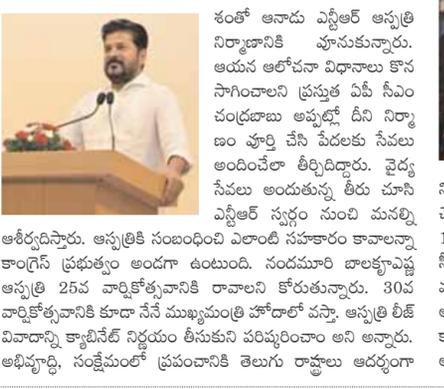 శంతో ఆనాడు ఎన్టీఆర్ ఆస్పత్రి
నిర్మాణానికి పూనుకున్నారు.
ఆయన ఆలోచనా విధానాలు కొన
సాగించాలని ప్రస్తుత ఏపీ సీఎం
చంద్రబాబు అప్పట్లో దీని నిర్మా
ణం పూర్తి చేసి పేదలకు సేవలు
అందించేలా తీర్చిదిద్దారు. వైద్య
సేవలు అందుతున్న తీరు చూసి
ఎన్టీఆర్ స్వర్గం నుంచి మనల్ని
ఆశీర్వదిస్తారు. ఆస్పత్రికి సంబంధించి ఎలాంటి సహకారం కావాలన్నా
కాంగ్రెస్ ప్రభుత్వం అండగా ఉంటుంది. నందమూరి బాలకృష్ణ
ఆస్పత్రి 25వ వార్షికోత్సవానికి రావాలని కోరుతున్నారు. 30వ
వార్షికోత్సవానికి కూడా నేనే ముఖ్యమంత్రి హోదాలో వస్తా. ఆస్పత్రి లీజ్
వివాదాన్ని క్యాబినెట్ నిర్ణయం తీసుకుని పరిష్కరించాం అని అన్నారు.
అభివృద్ధి, సంక్షేమంలో ప్రపంచానికి తెలుగు రాష్ట్రాలు ఆదర్శంగా